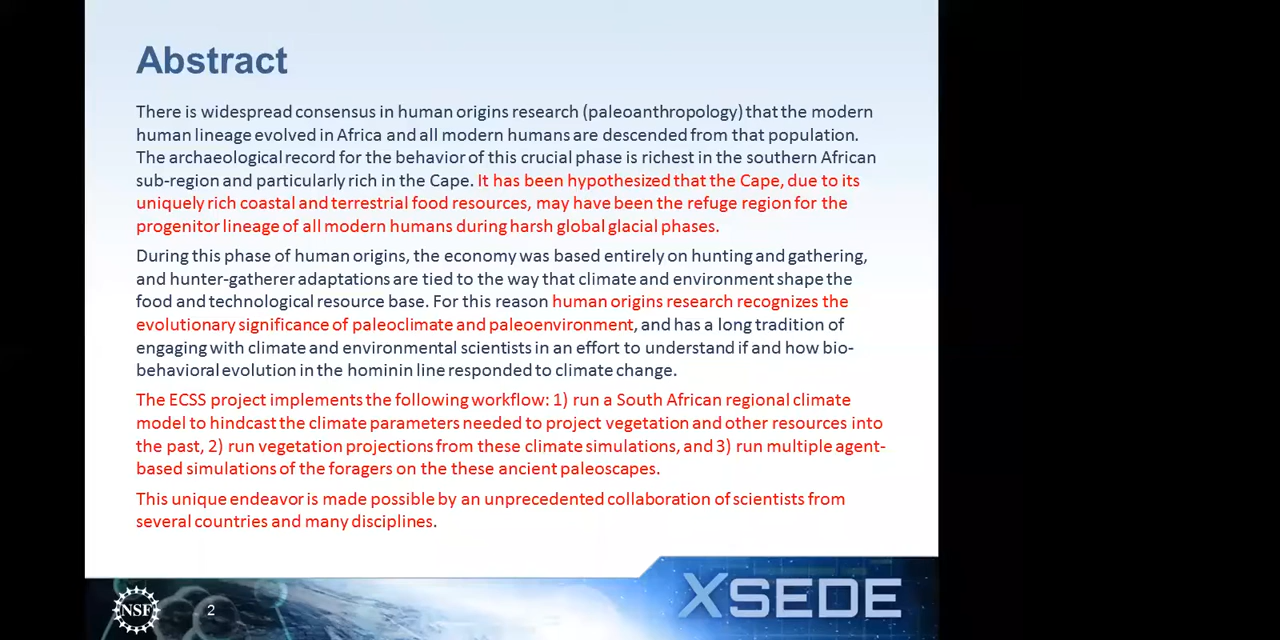 Abstract
There is widespread consensus in human origins research (paleoanthropology) that the modern
human lineage evolved in Africa and all modern humans are descended from that population.
The archaeological record for the behavior of this crucial phase is richest in the southern African
sub-region and particularly rich in the Cape. It has been hypothesized that the Cape, due to its
uniquely rich coastal and terrestrial food resources, may have been the refuge region for the
progenitor lineage of all modern humans during harsh global glacial phases.
During this phase of human origins, the economy was based entirely on hunting and gathering,
and hunter-gatherer adaptations are tied to the way that climate and environment shape the
food and technological resource base. For this reason human origins research recognizes the
evolutionary significance of paleoclimate and paleoenvironment, and has a long tradition of
engaging with climate and environmental scientists in an effort to understand if and how bio-
behavioral evolution in the hominin line responded to climate change.
The ECSS project implements the following workflow: 1) run a South African regional climate
model to hindcast the climate parameters needed to project vegetation and other resources into
the past, 2) run vegetation projections from these climate simulations, and 3) run multiple agent-
based simulations of the foragers on the these ancient paleoscapes.
This unique endeavor is made possible by an unprecedented collaboration of scientists from
several countries and many disciplines.
NSF
2
XSEDE